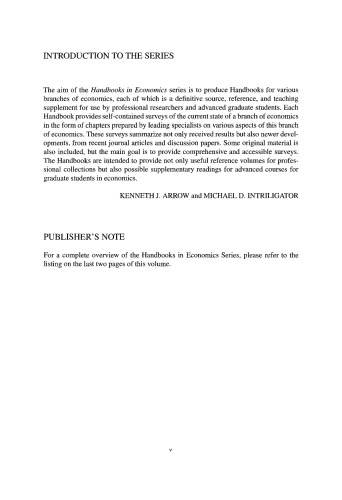 INTRODUCTION TO THE SERIES
The aim of the Handbooks in Economics series is to produce Handbooks for various
branches of economics, each of which is a definitive source, reference, and teaching
supplement for use by professional researchers and advanced graduate students. Each
Handbook provides self-contained surveys of the current state of a branch of economics
in the form of chapters prepared by leading specialists on various aspects of this branch
of economics. These surveys summarize not only received results but also newer devel-
opments, from recent journal articles and discussion papers. Some original material is
also included, but the main goal is to provide comprehensive and accessible surveys.
The Handbooks are intended to provide not only useful reference volumes for profes-
sional collections but also possible supplementary readings for advanced courses for
graduate students in economics.
KENNETH J. ARROW and MICHAEL D. INTRILIGATOR
PUBLISHER'S NOTE
For a complete overview of the Handbooks in Economics Series, please refer to the
listing on the last two pages of this volume.
v